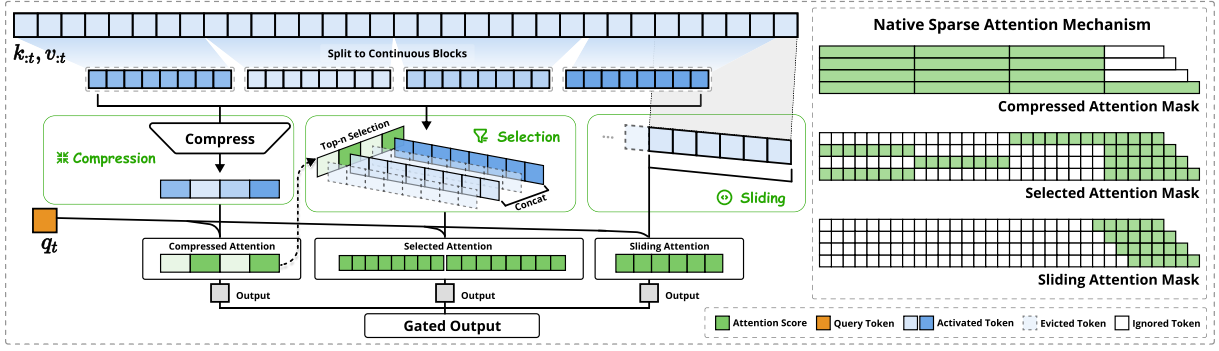 k:t, v:t
Split to Continuous Blocks
Compress
Compression
Top-n Selection
Selection
Concat
...
Sliding
qt
Compressed Attention
Selected Attention
Sliding Attention
Output
Output
Output
Gated Output
Native Sparse Attention Mechanism
Compressed Attention Mask
Selected Attention Mask
Sliding Attention Mask
Attention Score
Query Token
Activated Token
Evicted Token
Ignored Token